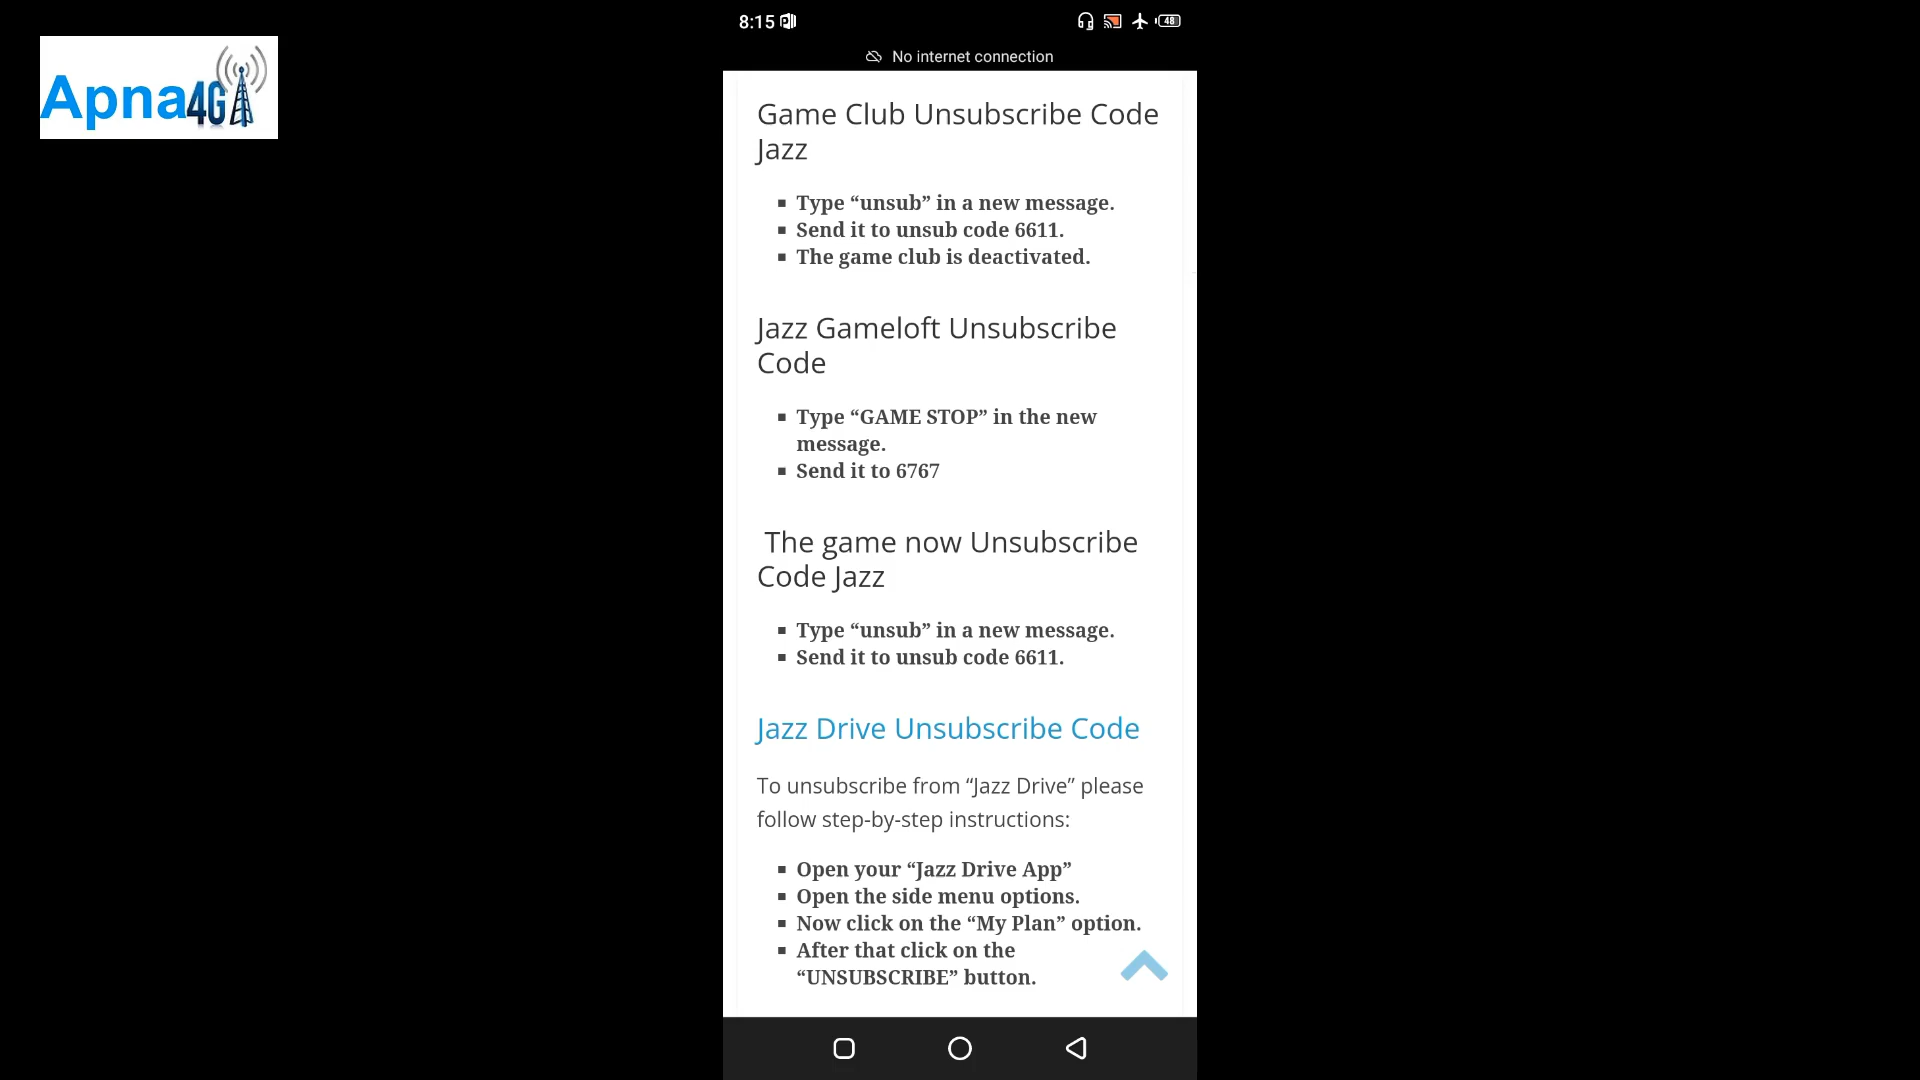 8:15
48
No internet connection
Apna4G
Game Club Unsubscribe Code
Jazz
▪ Type “unsub” in a new message.
▪ Send it to unsub code 6611.
▪ The game club is deactivated.
Jazz Gameloft Unsubscribe
Code
▪ Type “GAME STOP” in the new
message.
▪ Send it to 6767
The game now Unsubscribe
Code Jazz
▪ Type “unsub” in a new message.
▪ Send it to unsub code 6611.
Jazz Drive Unsubscribe Code
To unsubscribe from “Jazz Drive” please
follow step-by-step instructions:
▪ Open your “Jazz Drive App”
▪ Open the side menu options.
▪ Now click on the “My Plan” option.
▪ After that click on the
“UNSUBSCRIBE” button.